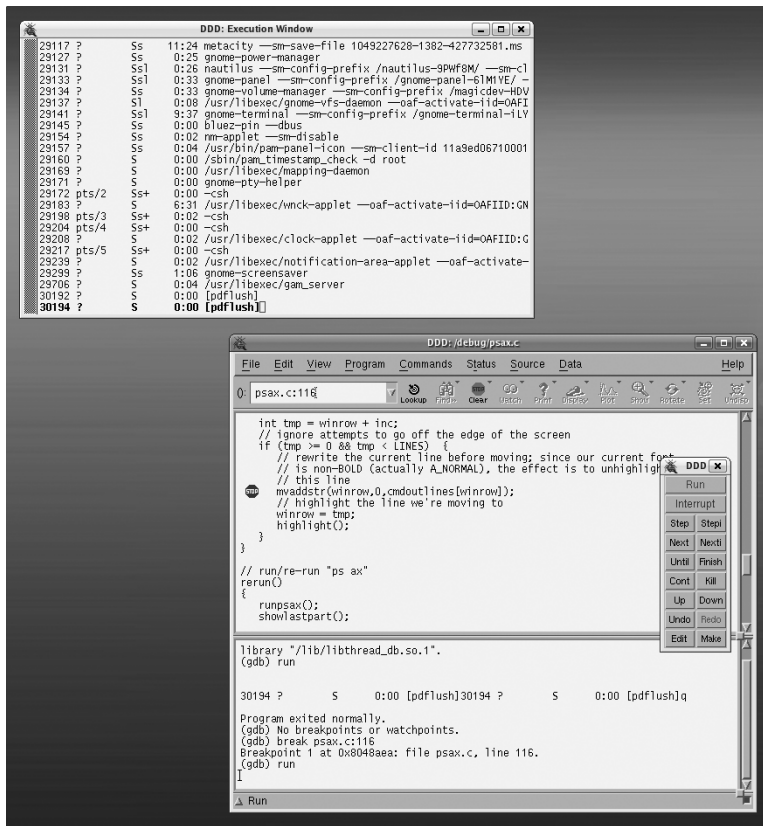 DDD: Execution Window
29117 ? Ss 11:24 metacity —sm-save-file 1049227628-1382-427732581.ms
29127 ? Ss 0:25 gnome-power-manager
29131 ? Ssl 0:26 nautilus —sm-config-prefix /nautilus-9PWf8M/ —sm-cl
29133 ? Ssl 0:33 gnome-panel —sm-config-prefix /gnome-panel-6lM1YE/ —
29134 ? Ss 0:33 gnome-volume-manager —sm-config-prefix /magicdev-HDV
29137 ? Sl 0:08 /usr/libexec/gnome-vfs-daemon —oaf-activate-iid=OAFI
29141 ? Ssl 9:37 gnome-terminal —sm-config-prefix /gnome-terminal-iLY
29145 ? Ss 0:00 bluez-pin —dbus
29154 ? Ss 0:02 nm-applet —sm-disable
29157 ? Ss 0:04 /usr/bin/pam-panel-icon —sm-client-id 11a9ed06710001
29160 ? S 0:00 /sbin/pam_timestamp_check -d root
29169 ? S 0:02 /usr/libexec/mapping-daemon
29171 ? S 0:00 gnome-pty-helper
29172 pts/2 Ss+ 0:00 -csh
29183 ? S 6:31 /usr/libexec/wnck-applet —oaf-activate-iid=OAFIID:GN
29198 pts/3 Ss+ 0:02 -csh
29204 pts/4 Ss+ 0:00 -csh
29208 ? S 0:02 /usr/libexec/clock-applet —oaf-activate-iid=OAFIID:G
29217 pts/5 Ss+ 0:00 -csh
29239 ? S 0:02 /usr/libexec/notification-area-applet —oaf-activate-
29299 ? Ss 1:06 gnome-screensaver
29706 ? S 0:04 /usr/libexec/gam_server
30192 ? S 0:00 [pdflush]
30194 ? S 0:00 [pdflush]
DDD: /debug/psax.c
File Edit View Program Commands Status Source Data Help
(): psax.c:116 Lookup Find» Clear Watch Print Display Plot Show Rotate Set Undisp
int tmp = winrow + inc;
// ignore attempts to go off the edge of the screen
if (tmp >= 0 && tmp < LINES) {
// rewrite the current line before moving; since our current font
// is non-BOLD (actually A_NORMAL), the effect is to unhighligh
// this line
STOP mvaddstr(winrow,0,cmdoutlines[winrow]);
// highlight the line we're moving to
winrow = tmp;
highlight();
}
}
// run/re-run "ps ax"
rerun()
{
runpsax();
showlastpart();
DDD
Run
Interrupt
Step Stepi
Next Nexti
Until Finish
Cont Kill
Up Down
Undo Redo
Edit Make
library "/lib/libthread_db.so.1".
(gdb) run
30194 ? S 0:00 [pdflush]30194 ? S 0:00 [pdflush]q
Program exited normally.
(gdb) No breakpoints or watchpoints.
(gdb) break psax.c:116
Breakpoint 1 at 0x8048aea: file psax.c, line 116.
(gdb) run
Run